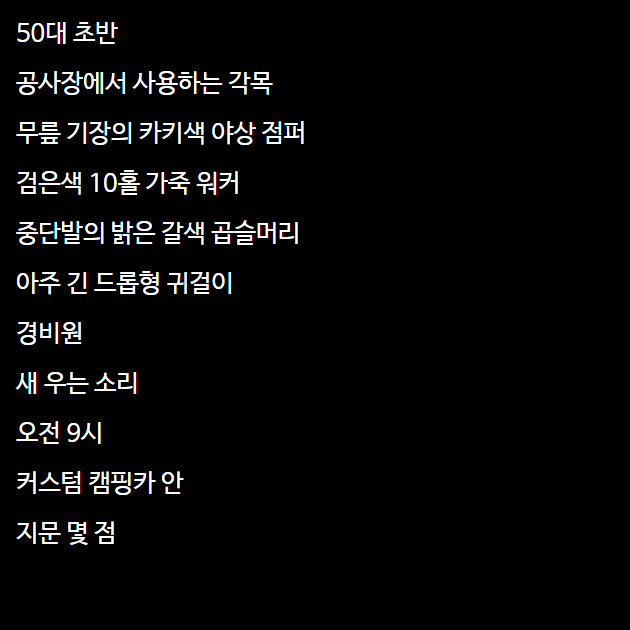 50대 초반
공사장에서 사용하는 각목
무릎 기장의 카키색 야상 점퍼
검은색 10홀 가죽 워커
중단발의 밝은 갈색 곱슬머리
아주 긴 드롭형 귀걸이
경비원
새 우는 소리
오전 9시
커스텀 캠핑카 안
지문 몇 점